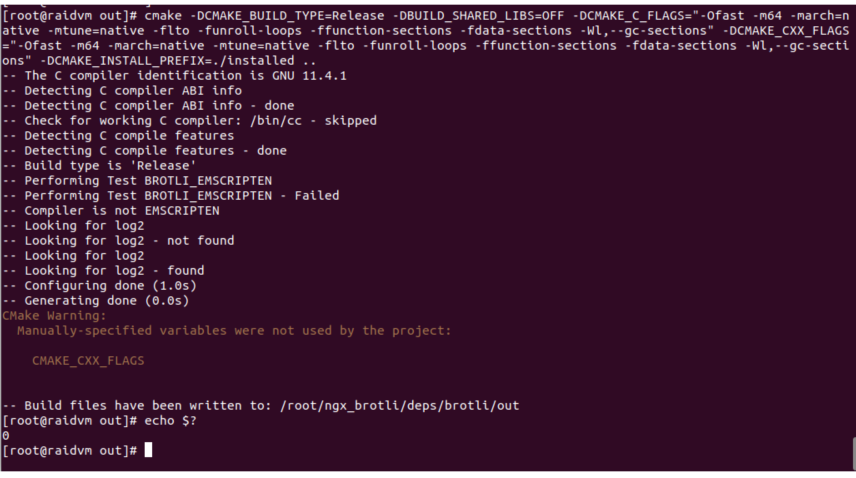 [root@raidvm out]# cmake -DCMAKE_BUILD_TYPE=Release -DBUILD_SHARED_LIBS=OFF -DCMAKE_C_FLAGS="-Ofast -m64 -march=n
ative -mtune=native -flto -funroll-loops -ffunction-sections -fdata-sections -Wl,--gc-sections" -DCMAKE_CXX_FLAGS
="-Ofast -m64 -march=native -mtune=native -flto -funroll-loops -ffunction-sections -fdata-sections -Wl,--gc-secti
ons" -DCMAKE_INSTALL_PREFIX=./installed ..
-- The C compiler identification is GNU 11.4.1
-- Detecting C compiler ABI info
-- Detecting C compiler ABI info - done
-- Check for working C compiler: /bin/cc - skipped
-- Detecting C compile features
-- Detecting C compile features - done
-- Build type is 'Release'
-- Performing Test BROTLI_EMSCRIPTEN
-- Performing Test BROTLI_EMSCRIPTEN - Failed
-- Compiler is not EMSCRIPTEN
-- Looking for log2
-- Looking for log2 - not found
-- Looking for log2
-- Looking for log2 - found
-- Configuring done (1.0s)
-- Generating done (0.0s)
CMake Warning:
  Manually-specified variables were not used by the project:

    CMAKE_CXX_FLAGS


-- Build files have been written to: /root/ngx_brotli/deps/brotli/out
[root@raidvm out]# echo $?
0
[root@raidvm out]#